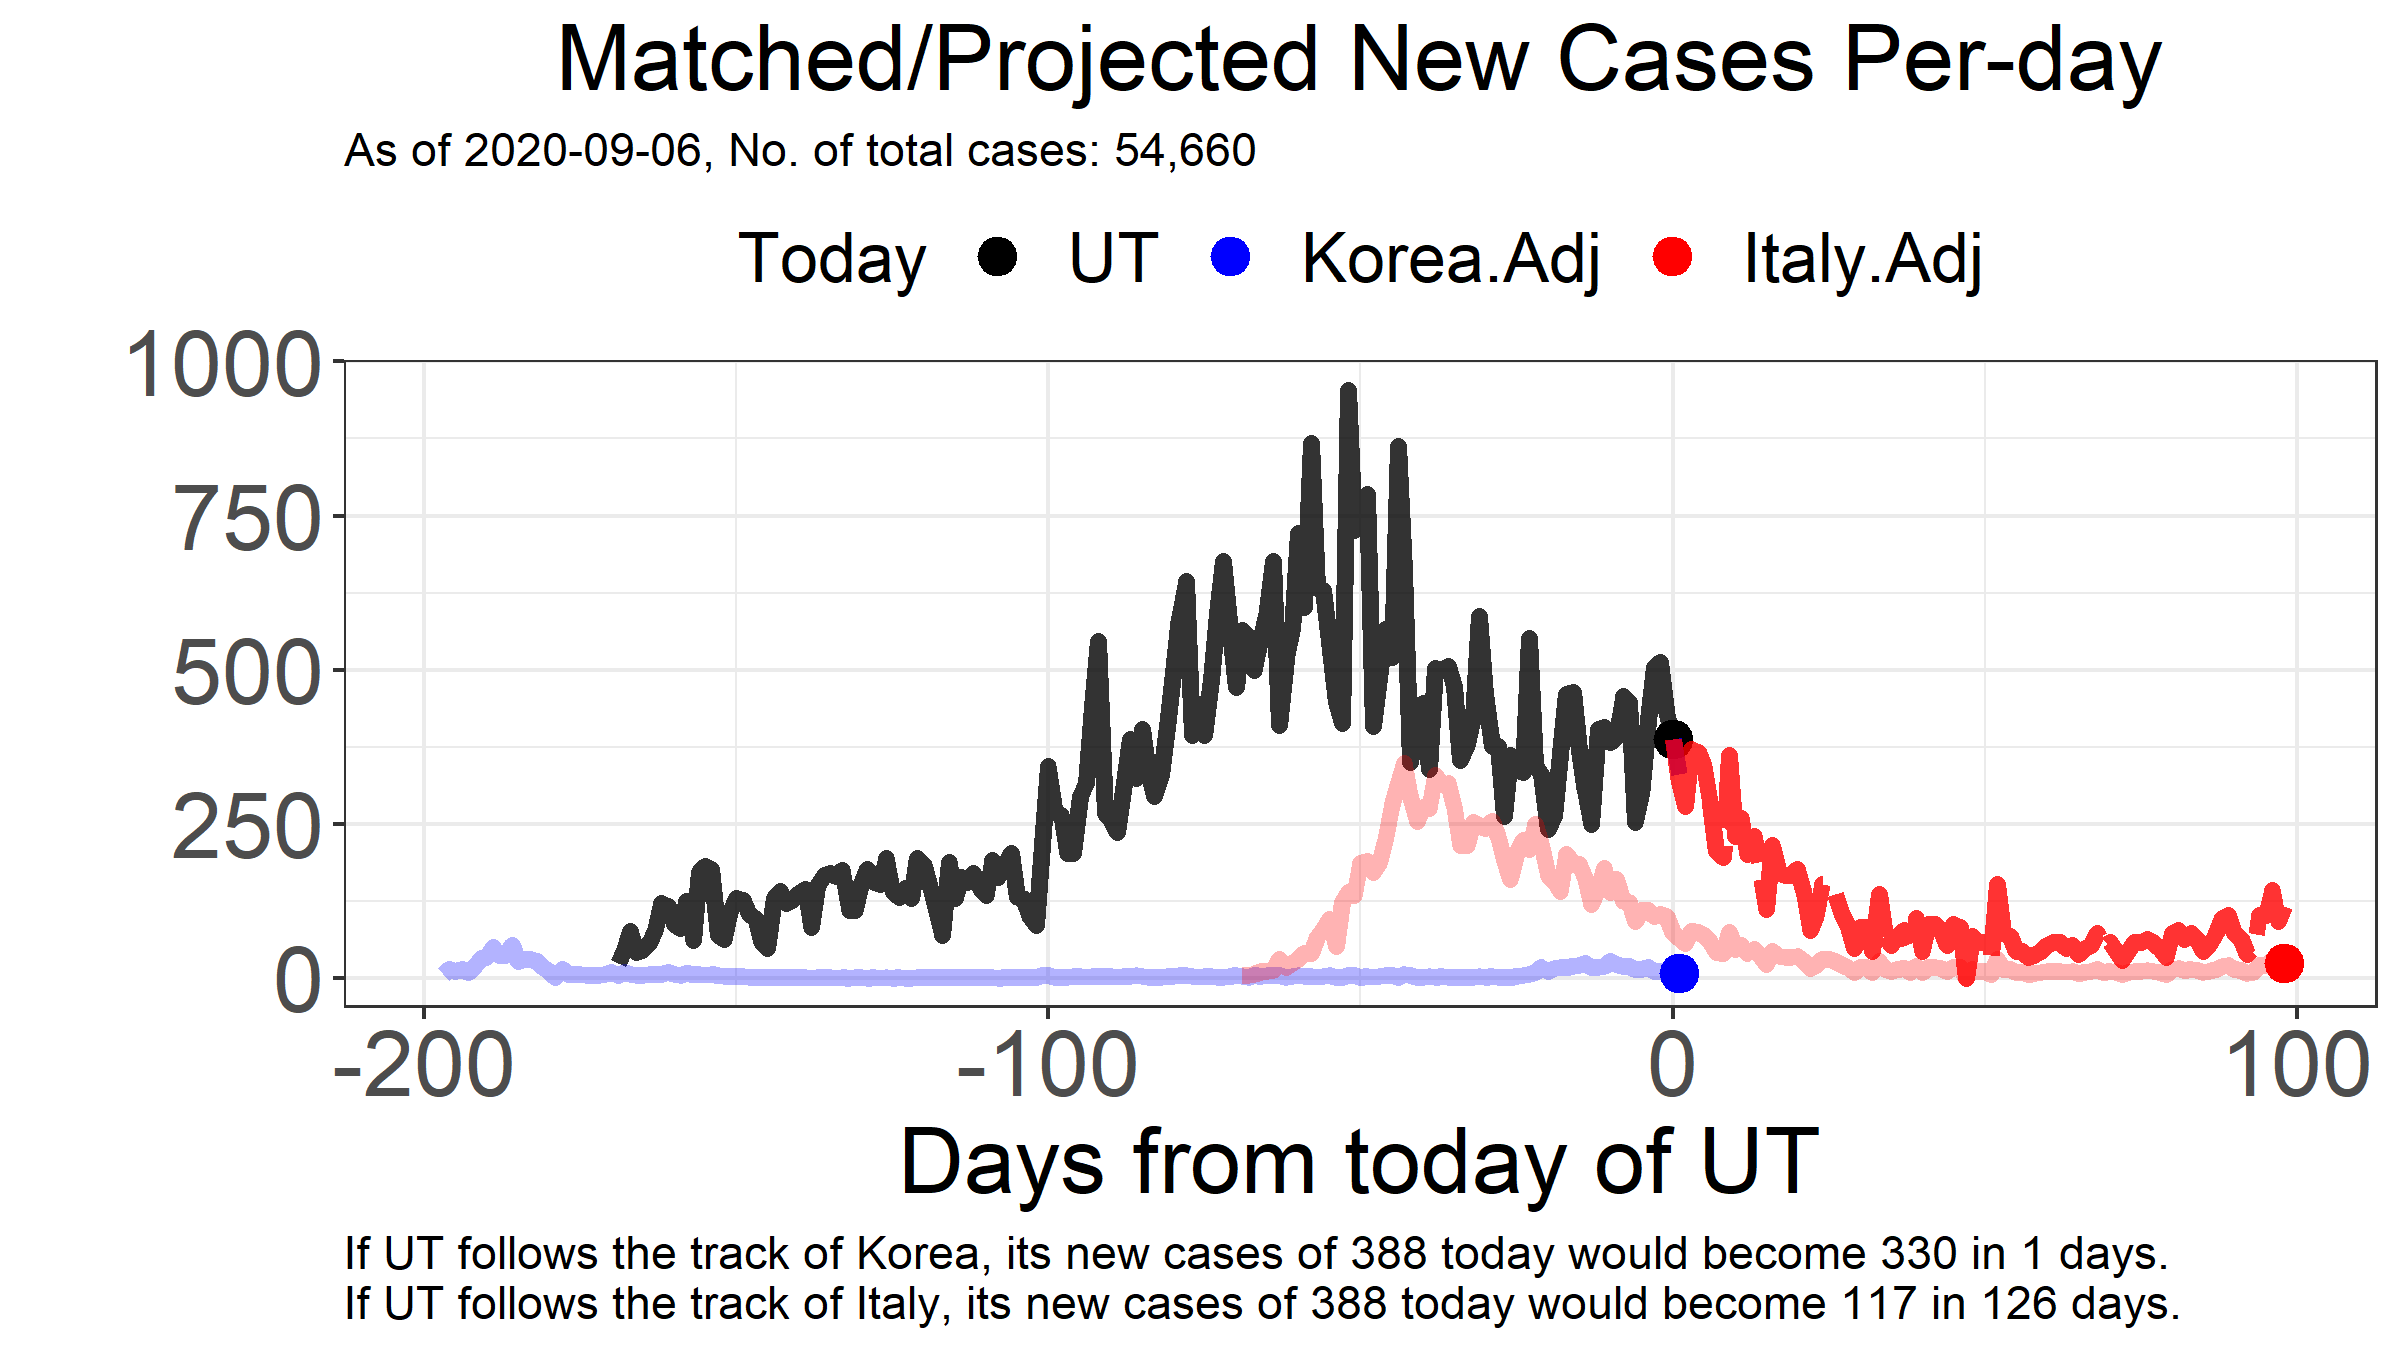 Matched/Projected New Cases Per-day
As of 2020-09-06, No. of total cases: 54,660
Today UT Korea.Adj Italy.Adj
1000
750
500
250
0
-200 -100 0 100
Days from today of UT
If UT follows the track of Korea, its new cases of 388 today would become 330 in 1 days.
If UT follows the track of Italy, its new cases of 388 today would become 117 in 126 days.